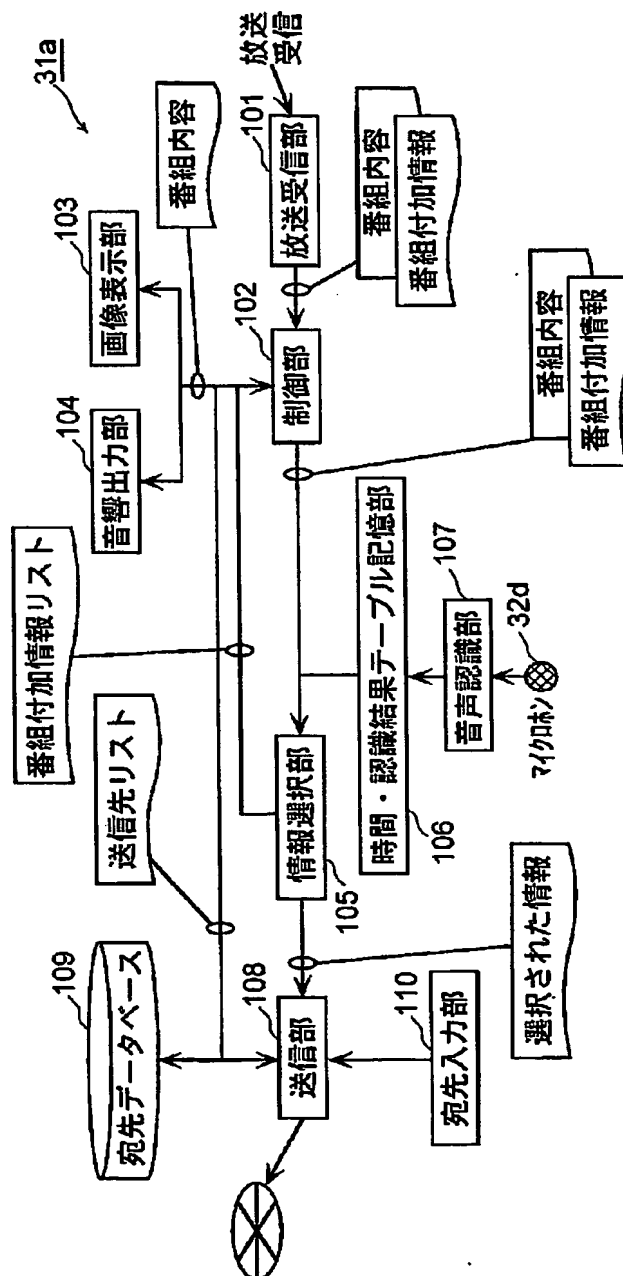 31a
放送
受信
101
放送受信部
番組内容
番組付加情報
102
制御部
103
画像表示部
番組内容
104
音響出力部
番組内容
番組付加情報
番組付加情報リスト
送信先リスト
105
情報選択部
106
時間・認識結果テーブル記憶部
107
音声認識部
32d
マイクロホン
選択された情報
108
送信部
109
宛先データベース
110
宛先入力部